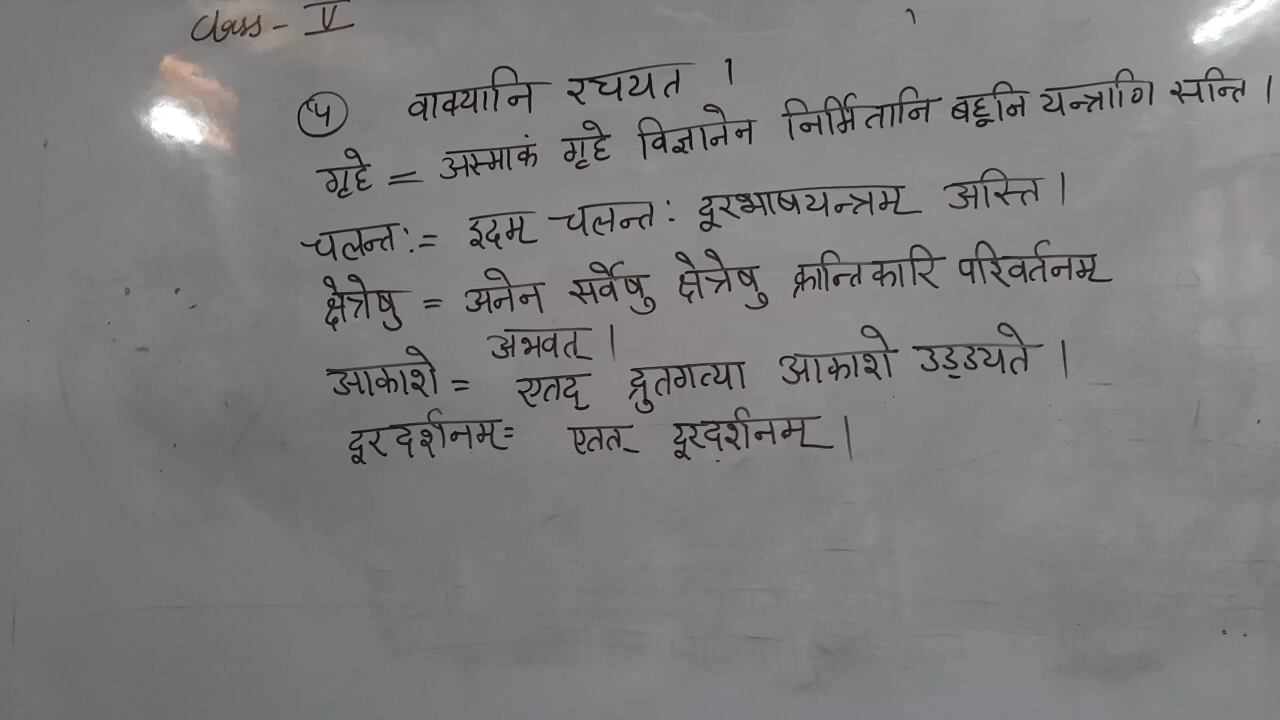 Class - V
५ वाक्यानि रचयत ।
गृहे = अस्माकं गृहे विज्ञानेन निर्मितानि बहूनि यन्त्राणि सन्ति ।
चलन्तः = इदम् चलन्तः दूरभाषयन्त्रम् अस्ति ।
क्षेत्रेषु = अनेन सर्वेषु क्षेत्रेषु क्रान्तिकारि परिवर्तनम्
अभवत् ।
आकाशे = एतद् द्रुतगत्या आकाशे उड्डयते ।
दूरदर्शनम् = एतत् दूरदर्शनम् ।